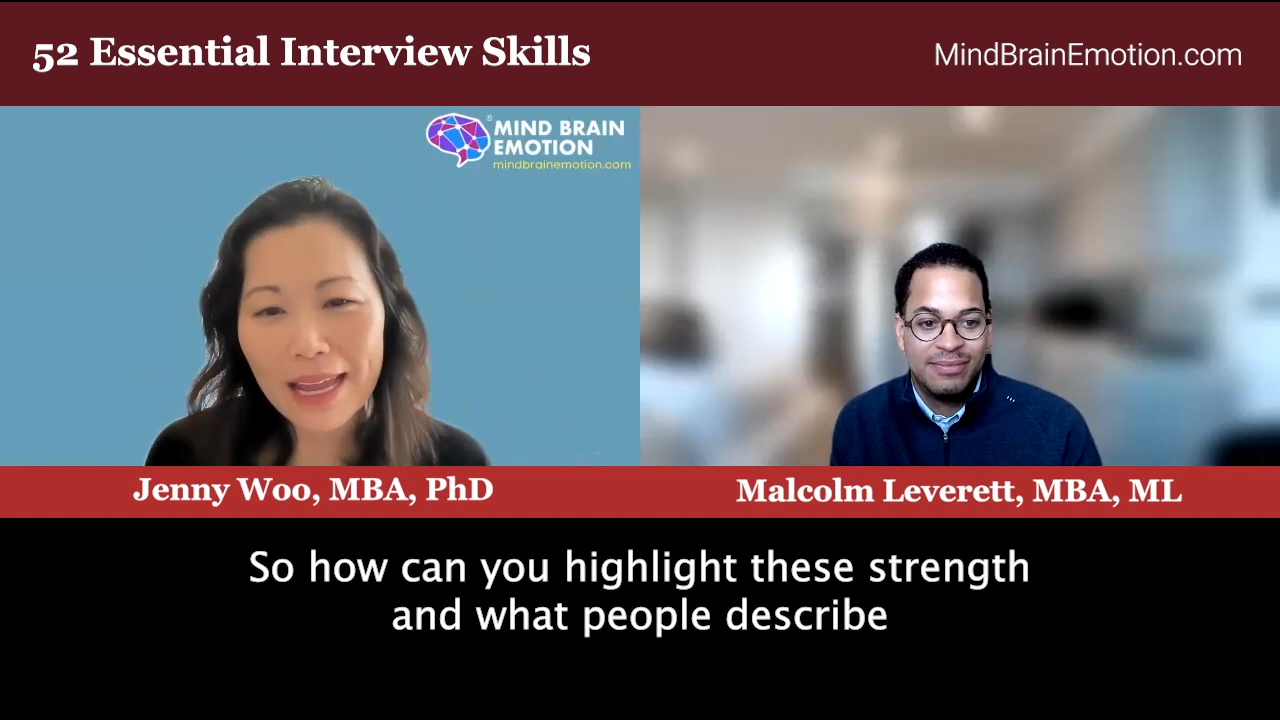 52 Essential Interview Skills
MindBrainEmotion.com
MIND BRAIN
EMOTION
mindbrainemotion.com
Jenny Woo, MBA, PhD
Malcolm Leverett, MBA, ML
So how can you highlight these strength
and what people describe